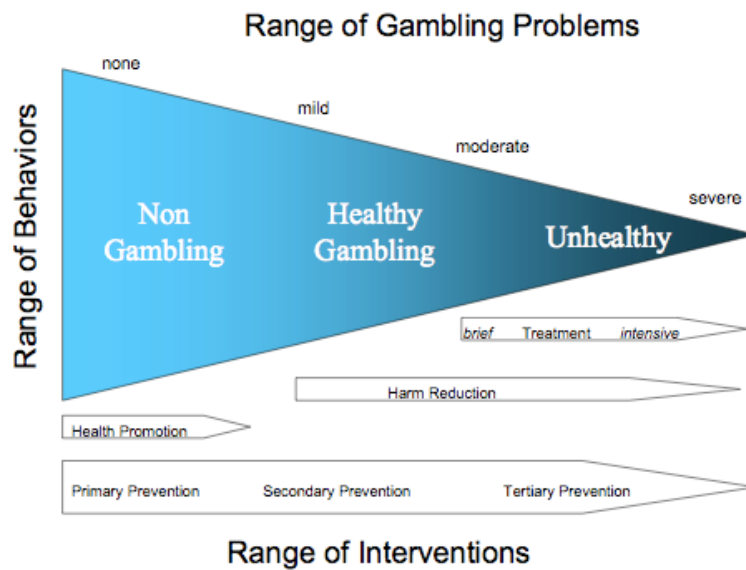 Range of Gambling Problems
none
mild
moderate
severe
Range of Behaviors
Non
Gambling
Healthy
Gambling
Unhealthy
brief Treatment intensive
Harm Reduction
Health Promotion
Primary Prevention Secondary Prevention Tertiary Prevention
Range of Interventions